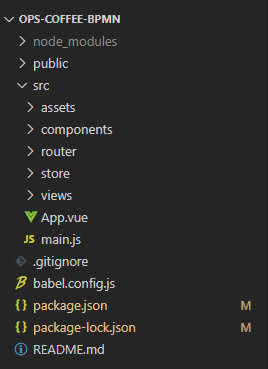 OPS-COFFEE-BPMN
node_modules
public
src
assets
components
router
store
views
App.vue
JS main.js
.gitignore
babel.config.js
{} package.json M
{} package-lock.json M
README.md